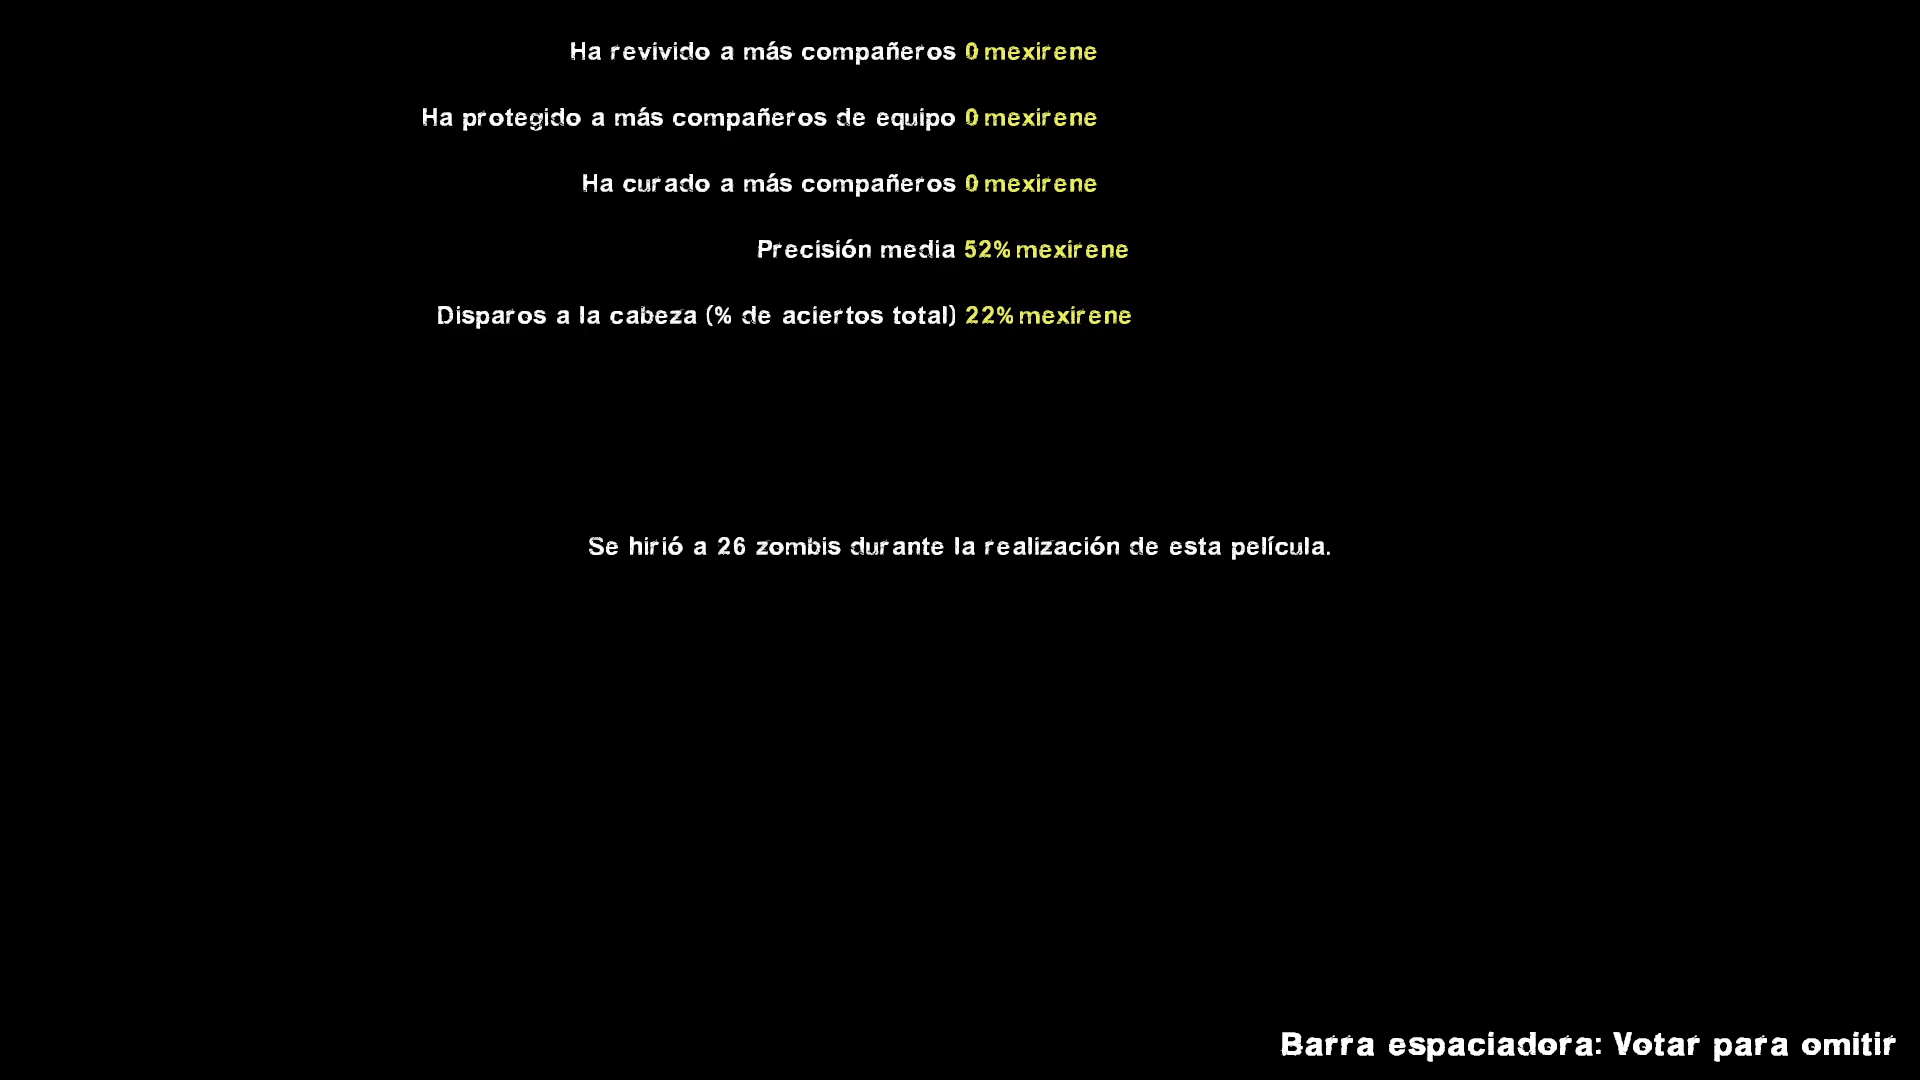 Ha revivido a más compañeros 0 mexirene
Ha protegido a más compañeros de equipo 0 mexirene
Ha curado a más compañeros 0 mexirene
Precisión media 52% mexirene
Disparos a la cabeza (% de aciertos total) 22% mexirene
Se hirió a 26 zombis durante la realización de esta película.
Barra espaciadora: Votar para omitir